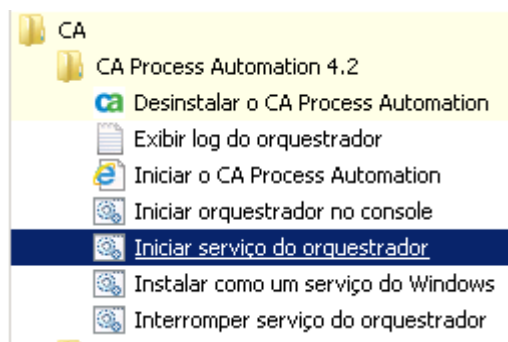 CA
CA Process Automation 4.2
ca Desinstalar o CA Process Automation
Exibir log do orquestrador
Iniciar o CA Process Automation
Iniciar orquestrador no console
Iniciar serviço do orquestrador
Instalar como um serviço do Windows
Interromper serviço do orquestrador